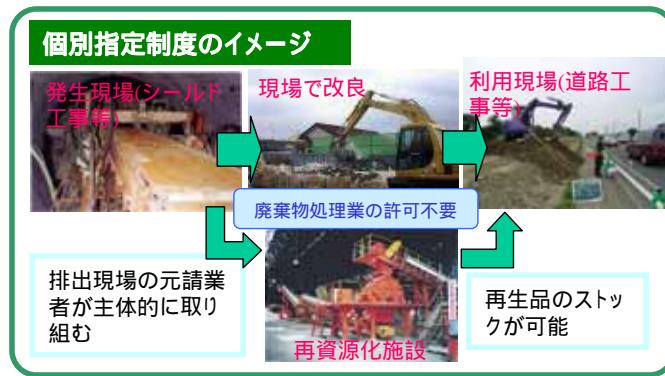 個別指定制度のイメージ
発生現場(シールド
工事等)
現場で改良
利用現場(道路工
事等)
廃棄物処理業の許可不要
排出現場の元請業
者が主体的に取り
組む
再資源化施設
再生品のストッ
クが可能